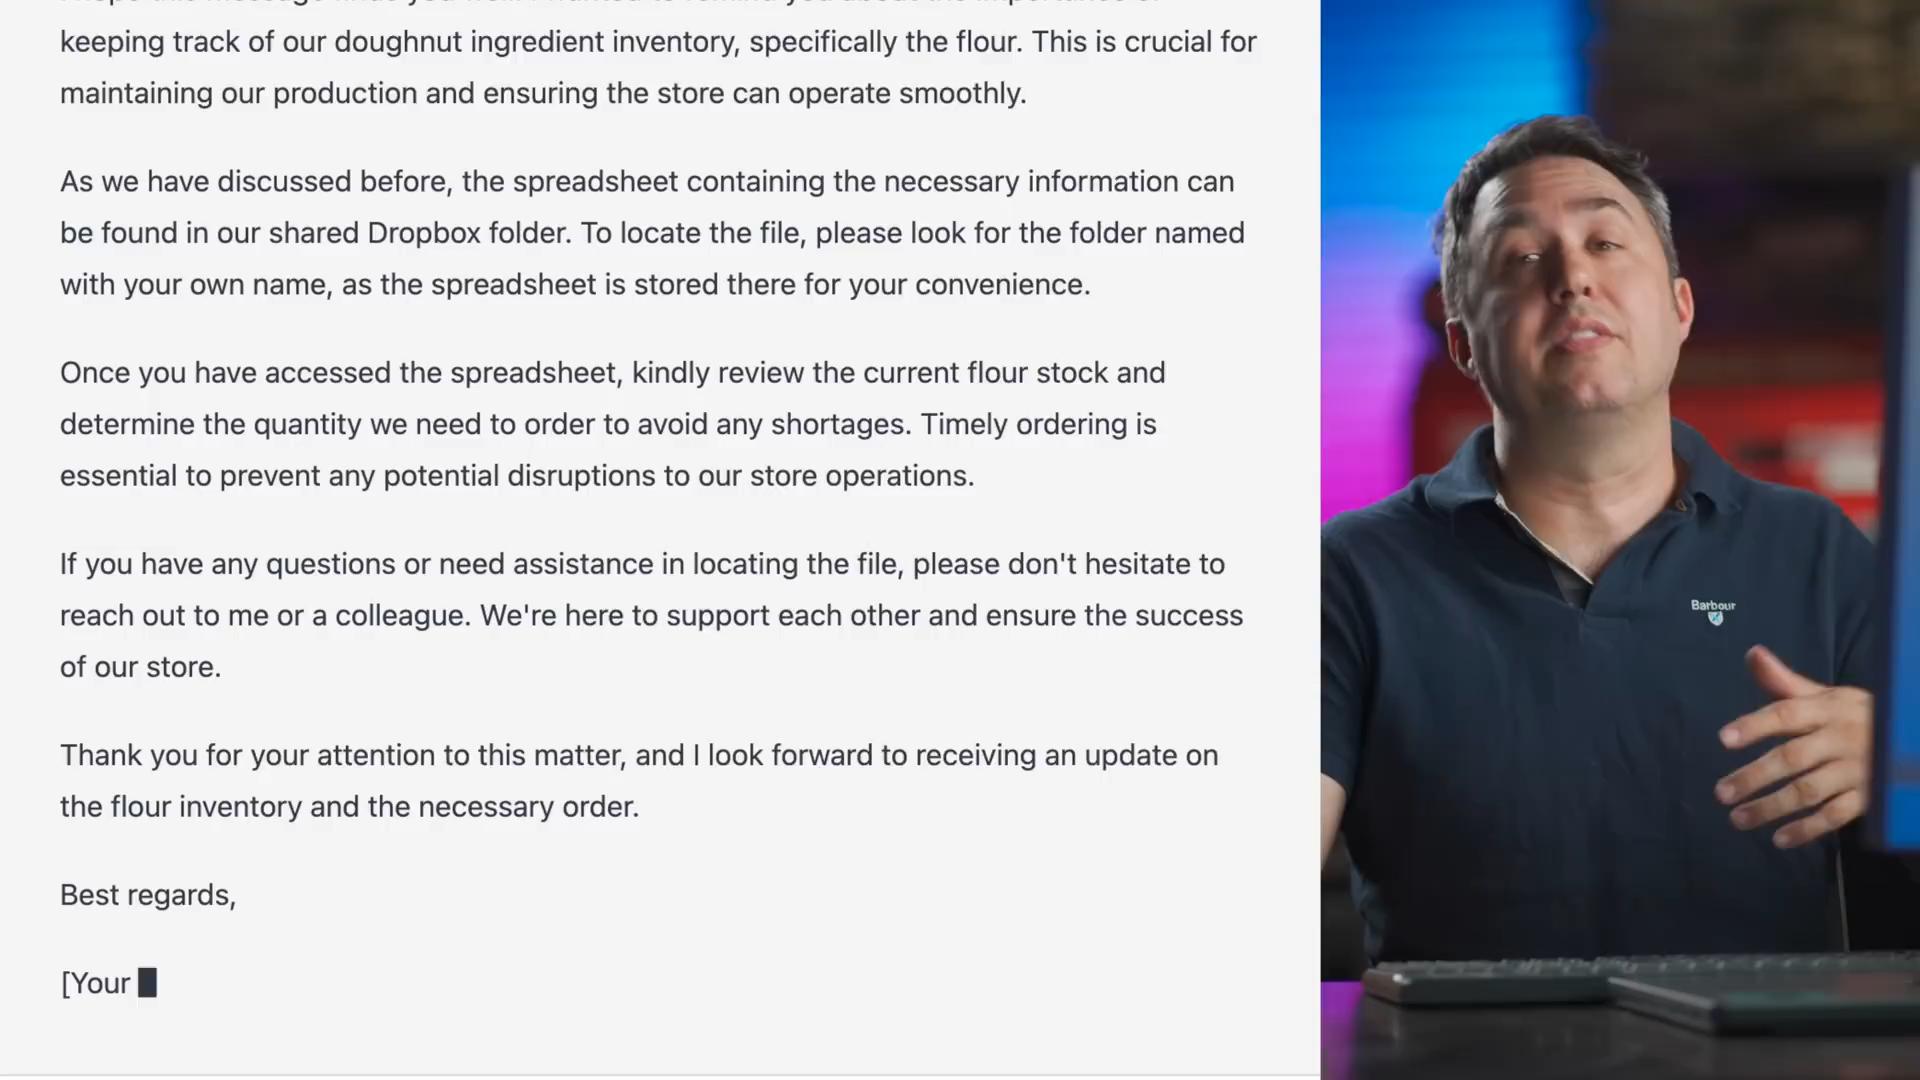 keeping track of our doughnut ingredient inventory, specifically the flour. This is crucial for
maintaining our production and ensuring the store can operate smoothly.
As we have discussed before, the spreadsheet containing the necessary information can
be found in our shared Dropbox folder. To locate the file, please look for the folder named
with your own name, as the spreadsheet is stored there for your convenience.
Once you have accessed the spreadsheet, kindly review the current flour stock and
determine the quantity we need to order to avoid any shortages. Timely ordering is
essential to prevent any potential disruptions to our store operations.
If you have any questions or need assistance in locating the file, please don't hesitate to
reach out to me or a colleague. We're here to support each other and ensure the success
of our store.
Thank you for your attention to this matter, and I look forward to receiving an update on
the flour inventory and the necessary order.
Best regards,
[Your
Barbour